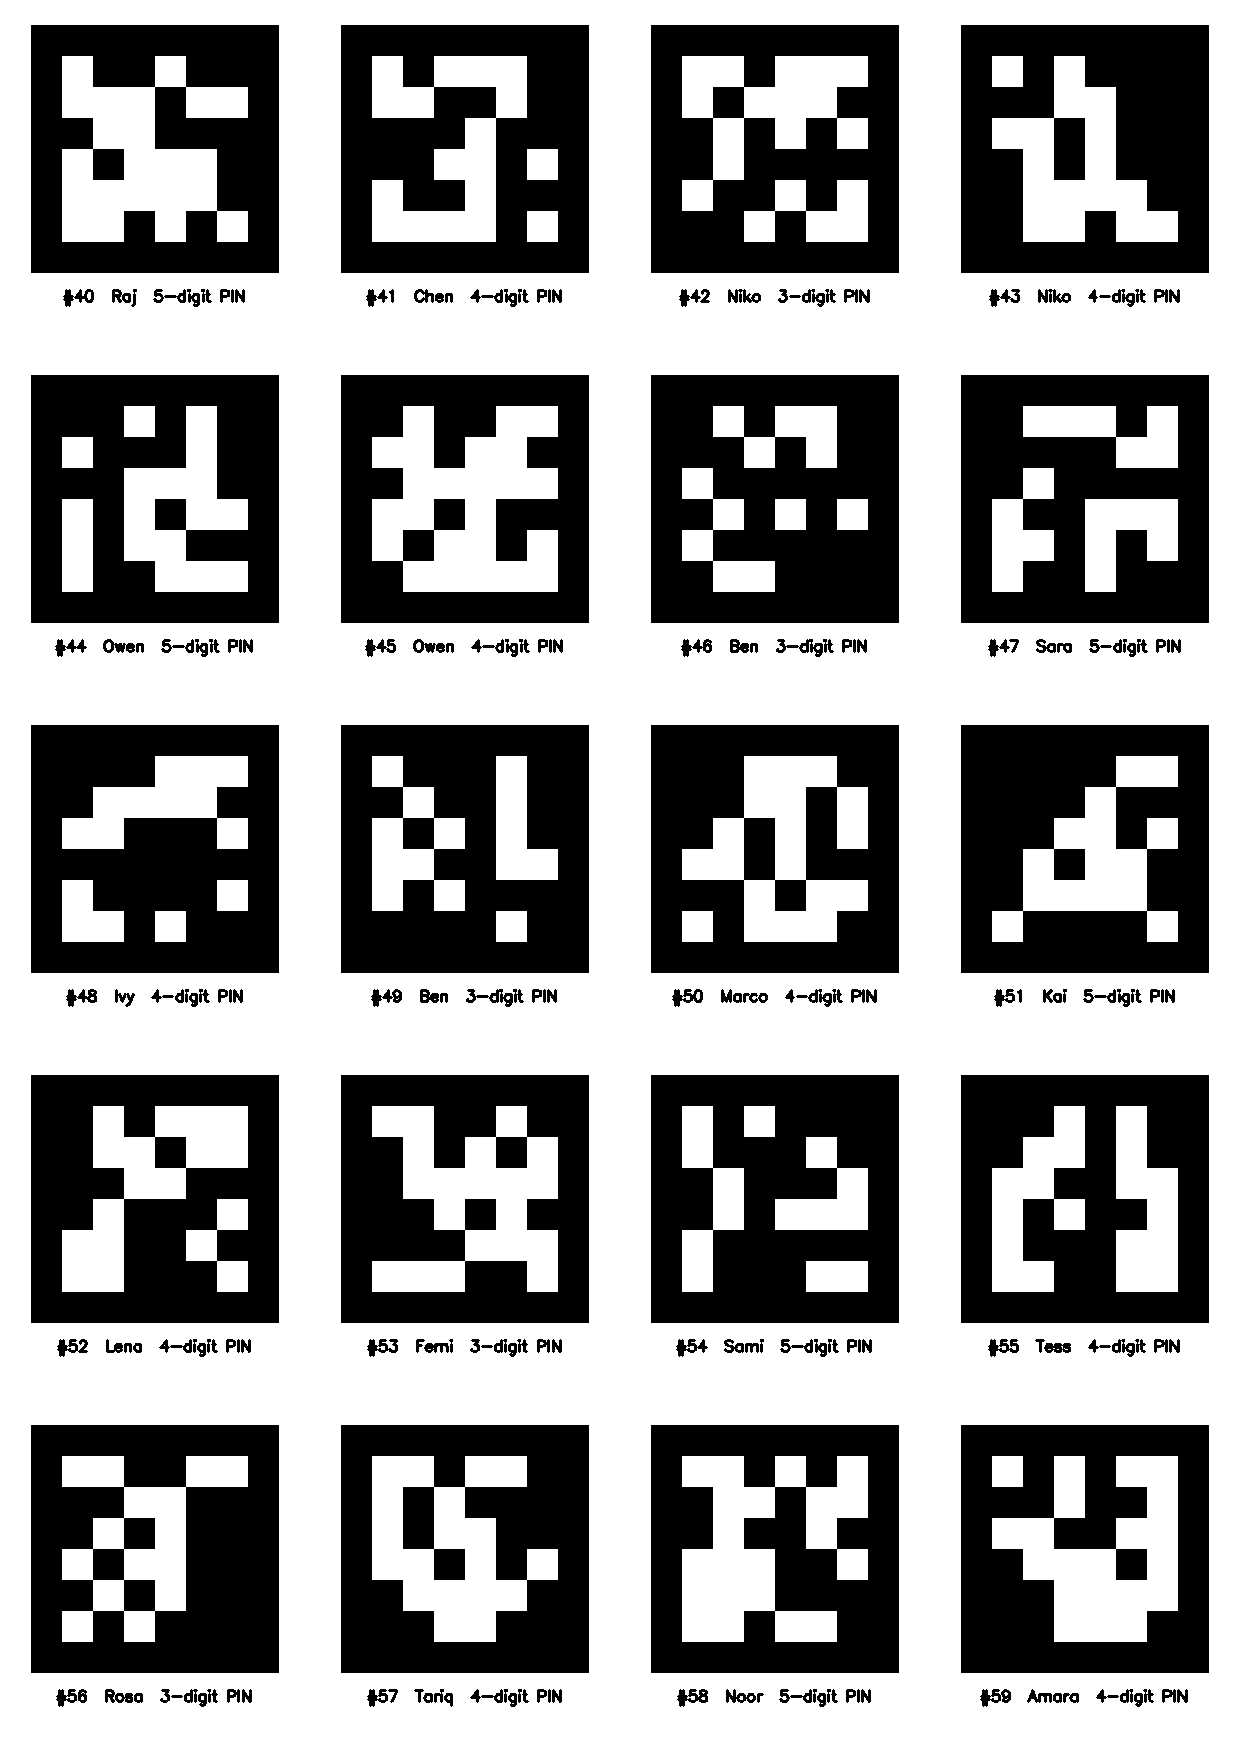 #40 Raj 5-digit PIN
#41 Chen 4-digit PIN
#42 Niko 3-digit PIN
#43 Niko 4-digit PIN
#44 Owen 5-digit PIN
#45 Owen 4-digit PIN
#46 Ben 3-digit PIN
#47 Sara 5-digit PIN
#48 Ivy 4-digit PIN
#49 Ben 3-digit PIN
#50 Marco 4-digit PIN
#51 Kai 5-digit PIN
#52 Lena 4-digit PIN
#53 Femi 3-digit PIN
#54 Sami 5-digit PIN
#55 Tess 4-digit PIN
#56 Rosa 3-digit PIN
#57 Tariq 4-digit PIN
#58 Noor 5-digit PIN
#59 Amara 4-digit PIN